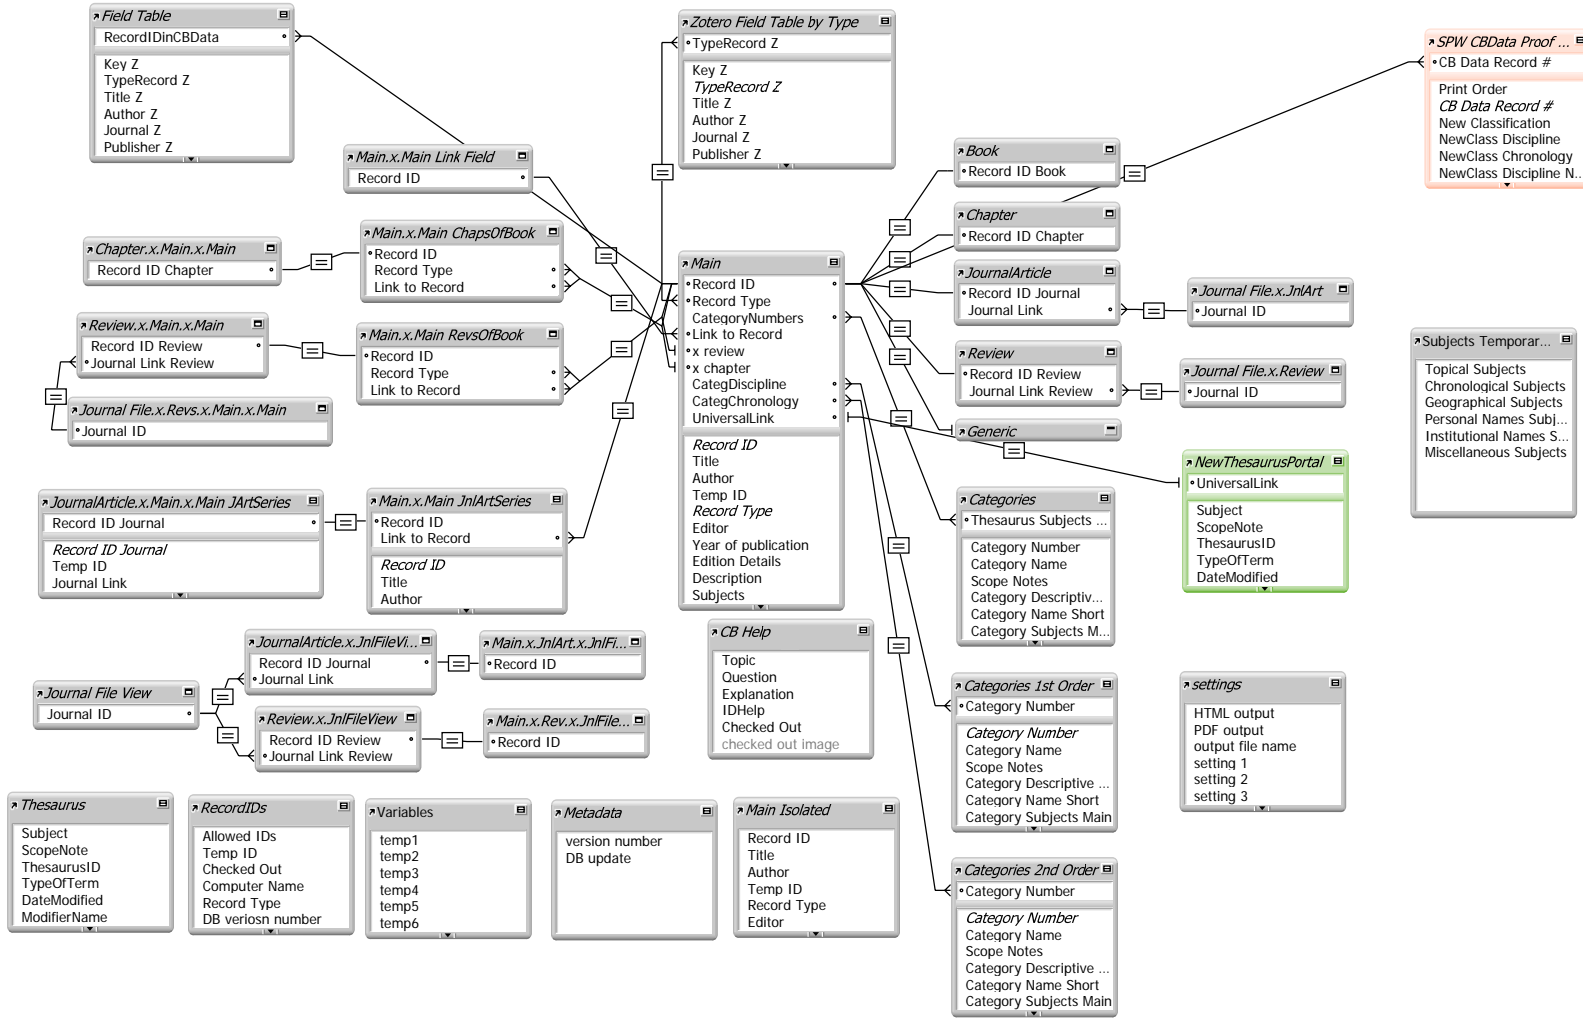 Field Table
RecordIDinCBData
Key Z
TypeRecord Z
Title Z
Author Z
Journal Z
Publisher Z
Zotero Field Table by Type
TypeRecord Z
Key Z
TypeRecord Z
Title Z
Author Z
Journal Z
Publisher Z
SPW CBData Proof ...
CB Data Record #
Print Order
CB Data Record #
New Classification
NewClass Discipline
NewClass Chronology
NewClass Discipline N...
Main.x.Main Link Field
Record ID
Chapter.x.Main.x.Main
Record ID Chapter
Main.x.Main ChapsOfBook
Record ID
Record Type
Link to Record
Review.x.Main.x.Main
Record ID Review
Journal Link Review
Main.x.Main RevsOfBook
Record ID
Record Type
Link to Record
Journal File.x.Revs.x.Main.x.Main
Journal ID
JournalArticle.x.Main.x.Main JArtSeries
Record ID Journal
Record ID Journal
Temp ID
Journal Link
Main.x.Main JnlArtSeries
Record ID
Link to Record
Record ID
Title
Author
Main
Record ID
Record Type
CategoryNumbers
Link to Record
x review
x chapter
CategDiscipline
CategChronology
UniversalLink
Record ID
Title
Author
Temp ID
Record Type
Editor
Year of publication
Edition Details
Description
Subjects
Book
Record ID Book
Chapter
Record ID Chapter
JournalArticle
Record ID Journal
Journal Link
Journal File.x.JnlArt
Journal ID
Review
Record ID Review
Journal Link Review
Journal File.x.Review
Journal ID
Generic
Subjects Temporar...
Topical Subjects
Chronological Subjects
Geographical Subjects
Personal Names Subj...
Institutional Names S...
Miscellaneous Subjects
NewThesaurusPortal
UniversalLink
Subject
ScopeNote
ThesaurusID
TypeOfTerm
DateModified
Categories
Thesaurus Subjects ...
Category Number
Category Name
Scope Notes
Category Descriptiv...
Category Name Short
Category Subjects M...
JournalArticle.x.JnlFileVi...
Record ID Journal
Journal Link
Main.x.JnlArt.x.JnlFi...
Record ID
Journal File View
Journal ID
Review.x.JnlFileView
Record ID Review
Journal Link Review
Main.x.Rev.x.JnlFile...
Record ID
CB Help
Topic
Question
Explanation
IDHelp
Checked Out
checked out image
Categories 1st Order
Category Number
Category Number
Category Name
Scope Notes
Category Descriptive ...
Category Name Short
Category Subjects Main
settings
HTML output
PDF output
output file name
setting 1
setting 2
setting 3
Thesaurus
Subject
ScopeNote
ThesaurusID
TypeOfTerm
DateModified
ModifierName
RecordIDs
Allowed IDs
Temp ID
Checked Out
Computer Name
Record Type
DB veriosn number
Variables
temp1
temp2
temp3
temp4
temp5
temp6
Metadata
version number
DB update
Main Isolated
Record ID
Title
Author
Temp ID
Record Type
Editor
Categories 2nd Order
Category Number
Category Number
Category Name
Scope Notes
Category Descriptive ...
Category Name Short
Category Subjects Main